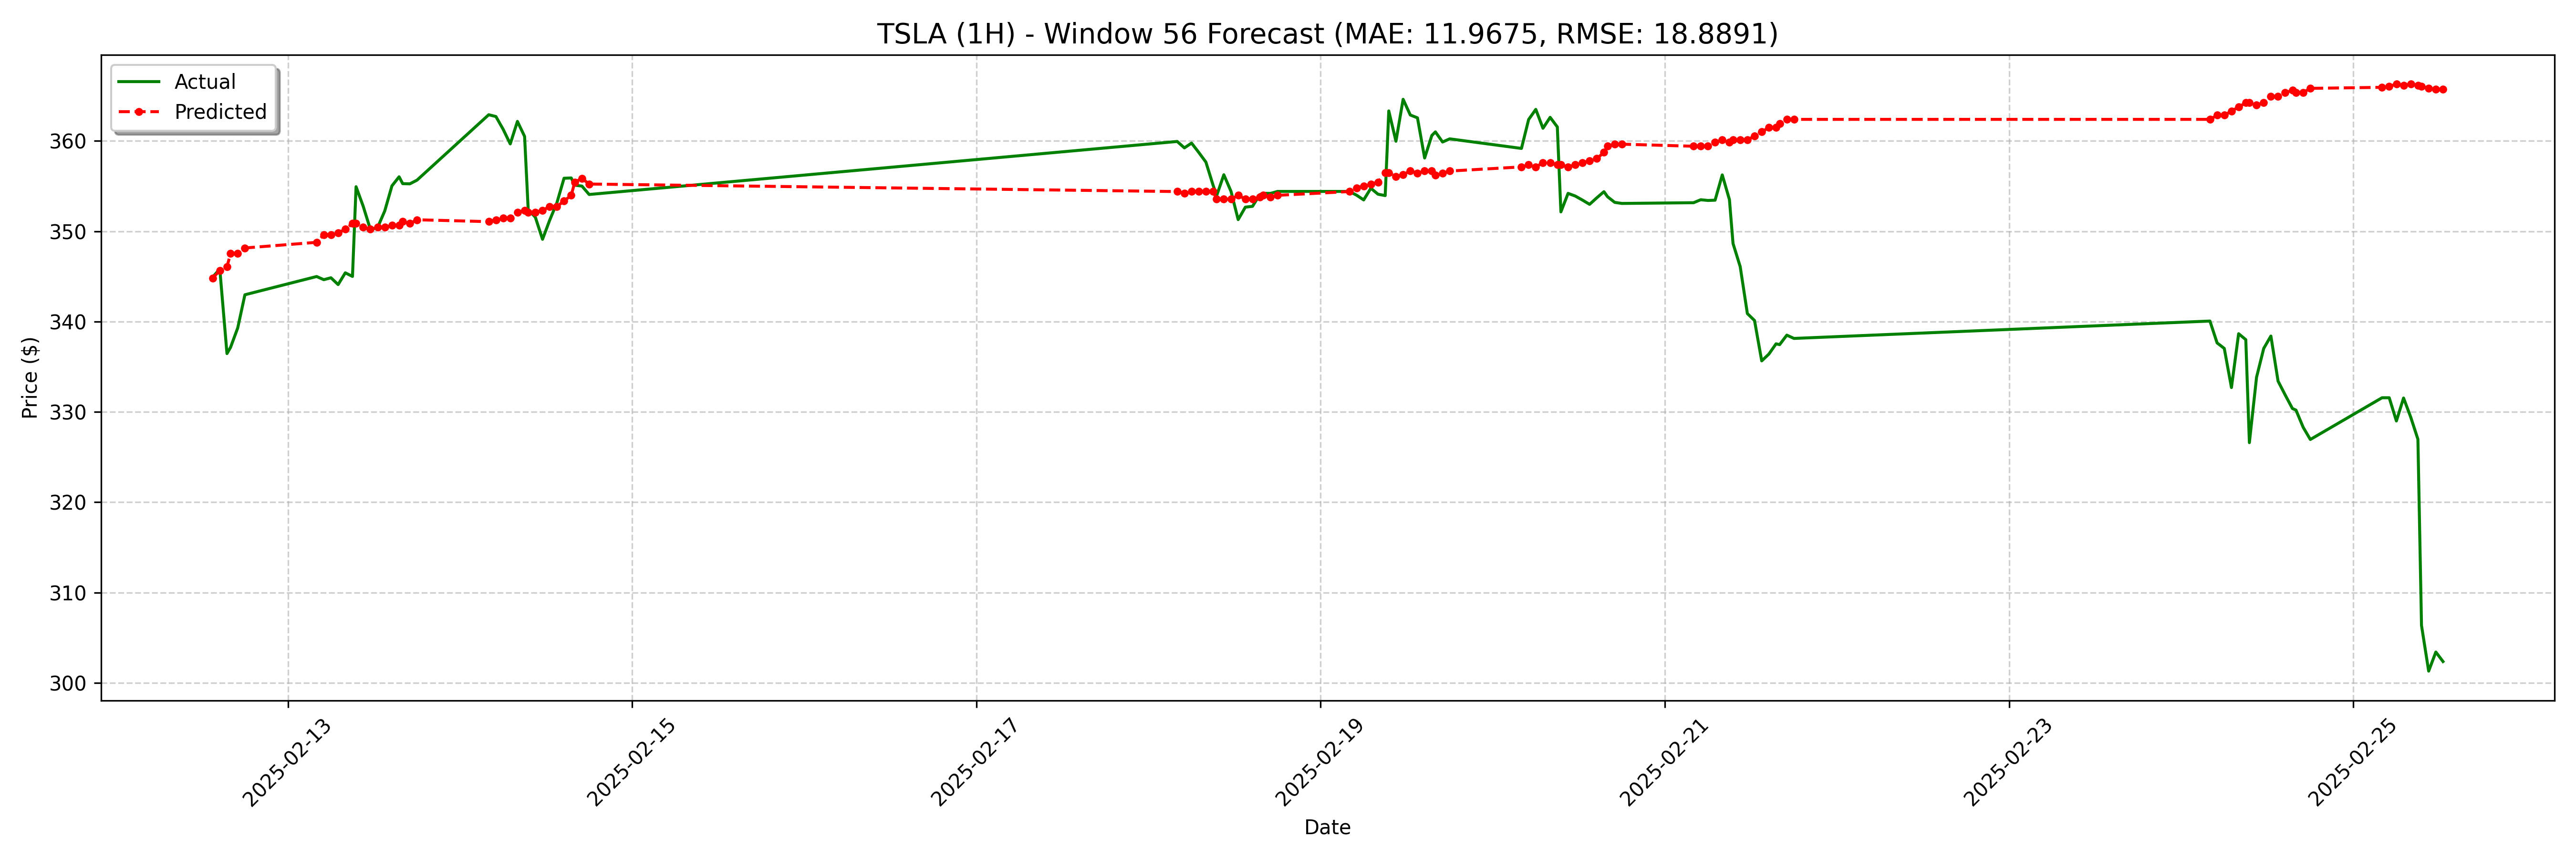 TSLA (1H) - Window 56 Forecast (MAE: 11.9675, RMSE: 18.8891)
Actual
Predicted
Price ($)
360
350
340
330
320
310
300
2025-02-13
2025-02-15
2025-02-17
2025-02-19
2025-02-21
2025-02-23
2025-02-25
Date